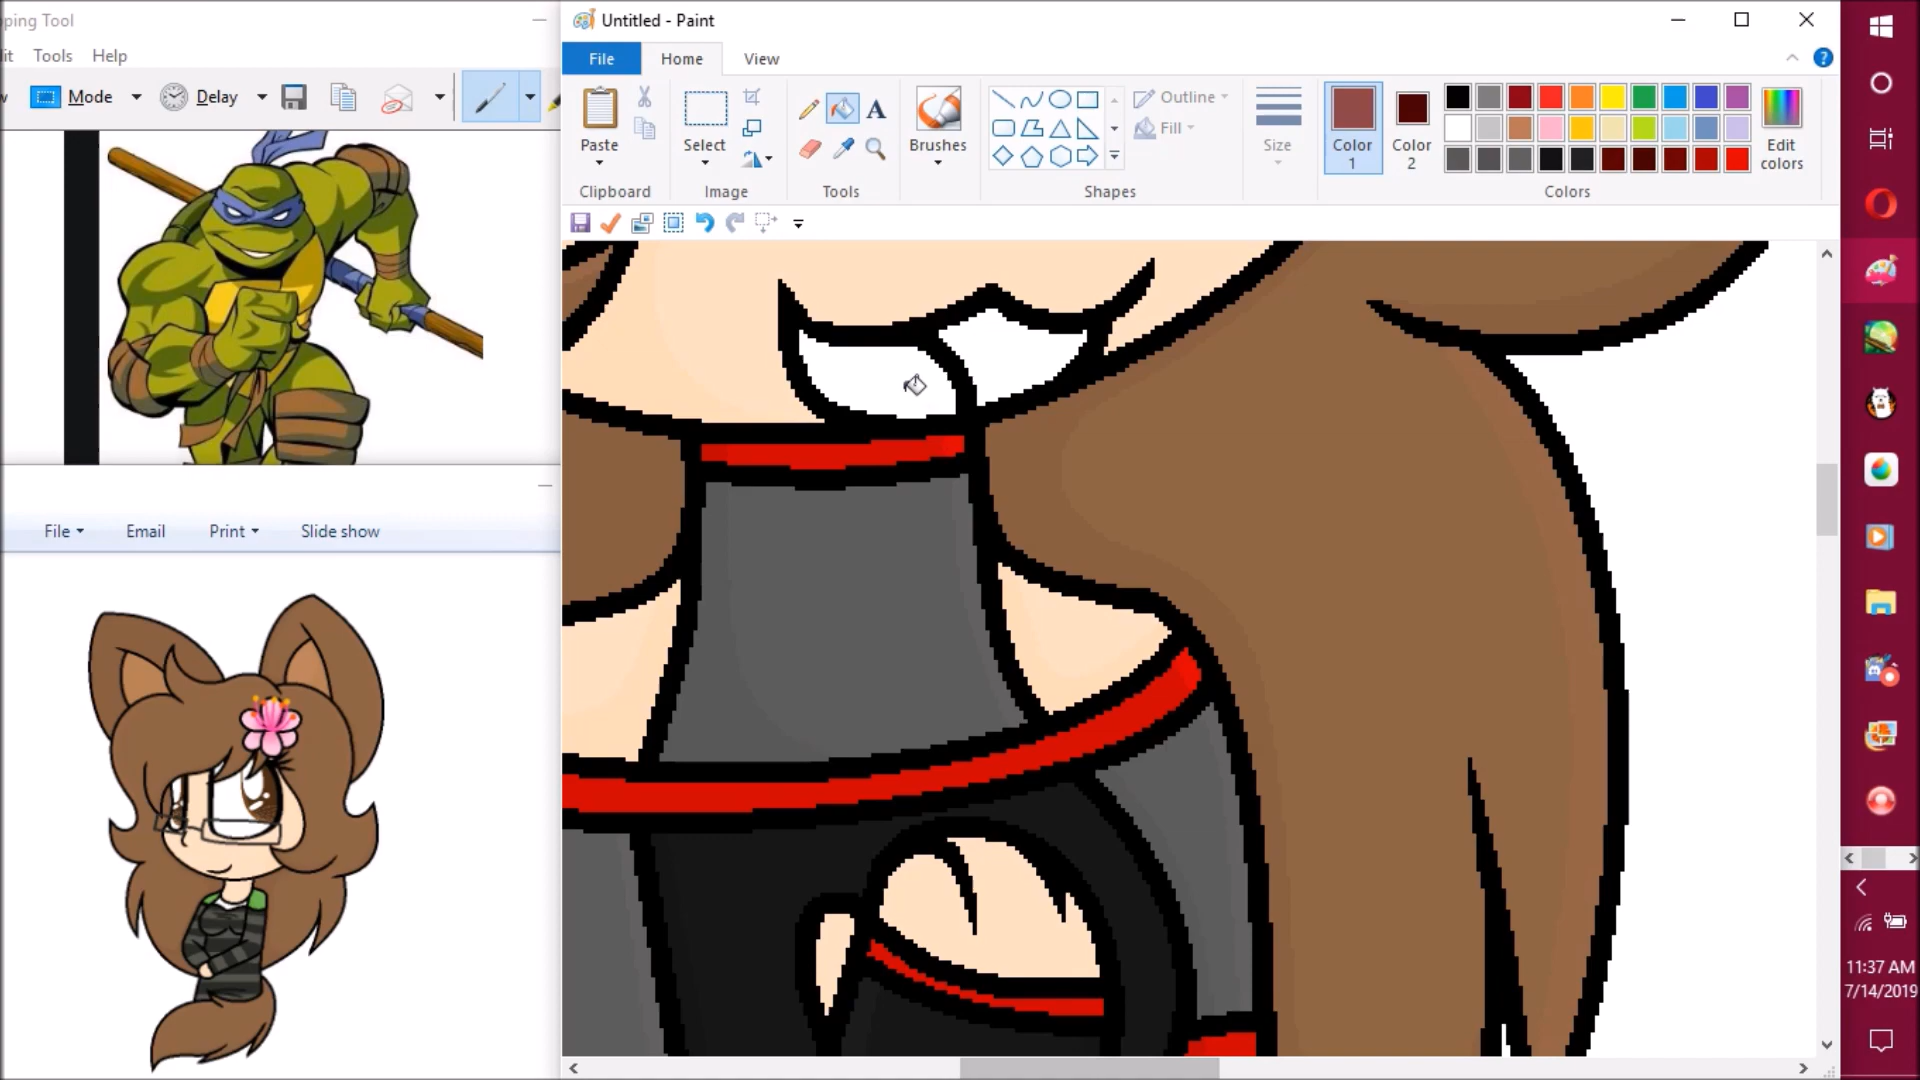 ping Tool
it Tools Help
w Mode Delay
File Email Print Slide show
Untitled - Paint
File Home View
Paste
Select
Brushes
Outline
Fill
Size
Color 1
Color 2
Edit colors
Clipboard Image Tools Shapes Colors
11:37 AM
7/14/2019